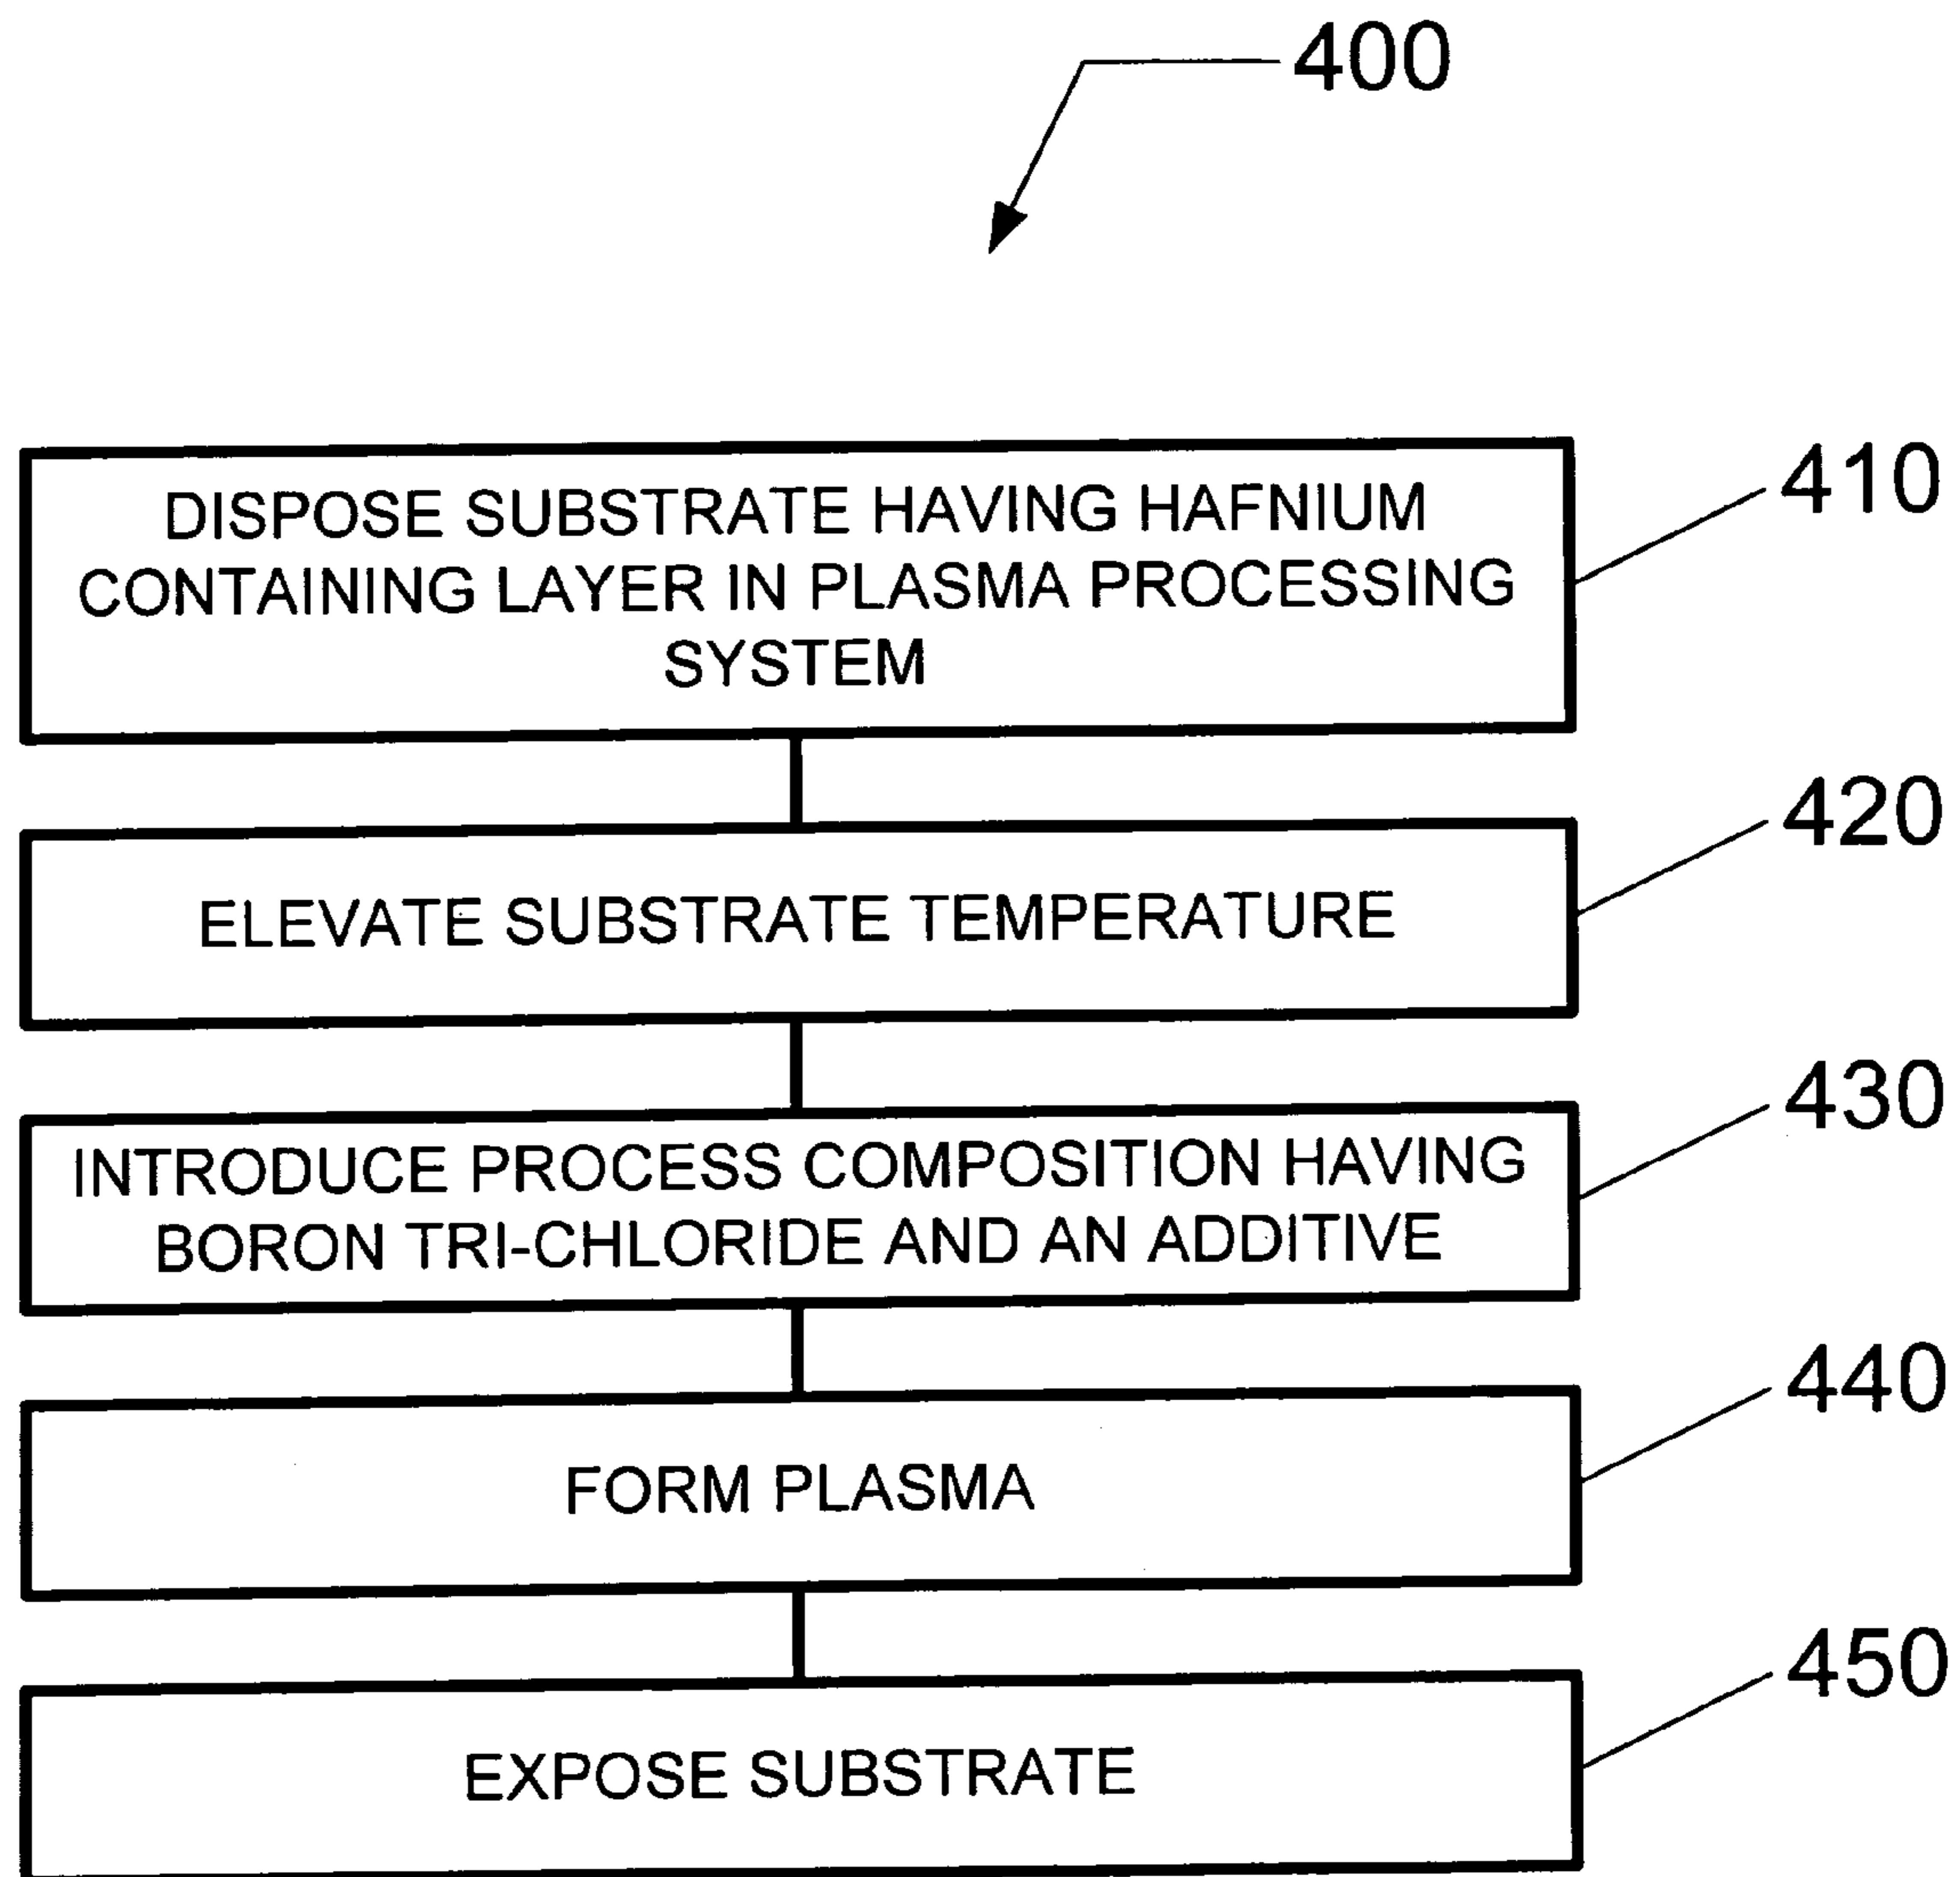 400
DISPOSE SUBSTRATE HAVING HAFNIUM
CONTAINING LAYER IN PLASMA PROCESSING
SYSTEM
410
ELEVATE SUBSTRATE TEMPERATURE
420
INTRODUCE PROCESS COMPOSITION HAVING
BORON TRI-CHLORIDE AND AN ADDITIVE
430
FORM PLASMA
440
EXPOSE SUBSTRATE
450